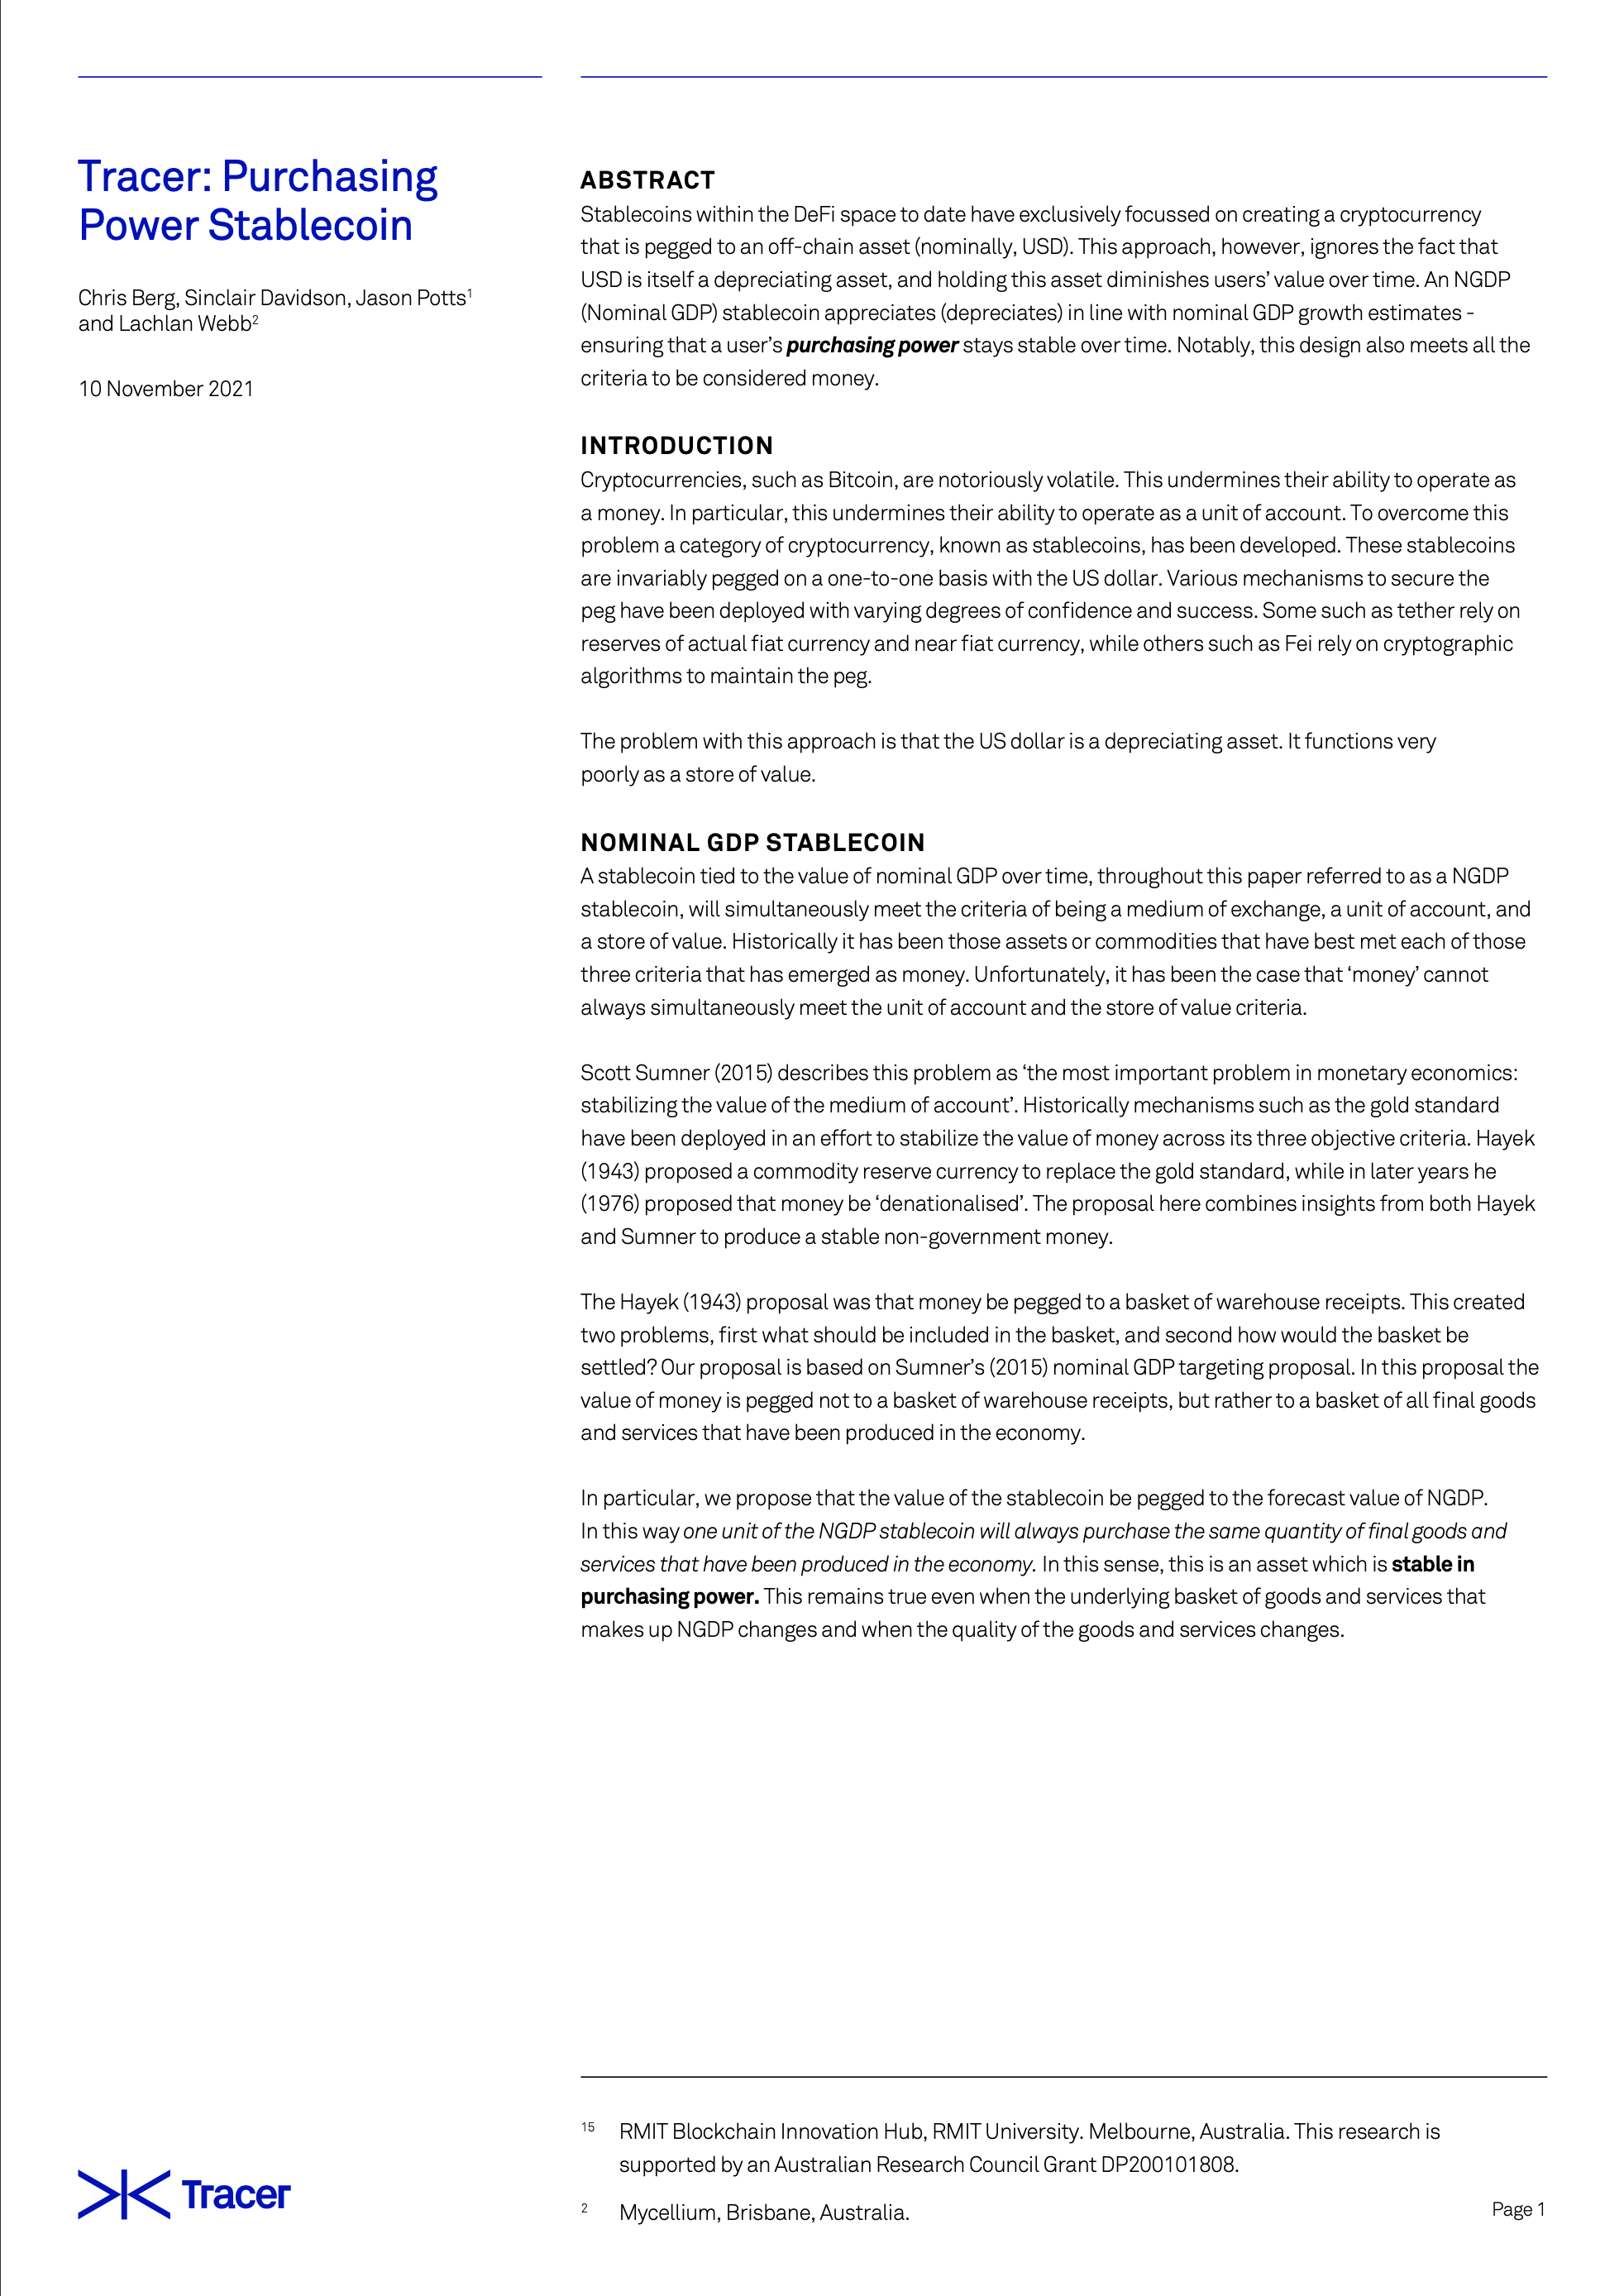 Tracer: Purchasing
Power Stablecoin
Chris Berg, Sinclair Davidson, Jason Potts¹
and Lachlan Webb²
10 November 2021
ABSTRACT
Stablecoins within the DeFi space to date have exclusively focussed on creating a cryptocurrency
that is pegged to an off-chain asset (nominally, USD). This approach, however, ignores the fact that
USD is itself a depreciating asset, and holding this asset diminishes users’ value over time. An NGDP
(Nominal GDP) stablecoin appreciates (depreciates) in line with nominal GDP growth estimates -
ensuring that a user’s purchasing power stays stable over time. Notably, this design also meets all the
criteria to be considered money.
INTRODUCTION
Cryptocurrencies, such as Bitcoin, are notoriously volatile. This undermines their ability to operate as
a money. In particular, this undermines their ability to operate as a unit of account. To overcome this
problem a category of cryptocurrency, known as stablecoins, has been developed. These stablecoins
are invariably pegged on a one-to-one basis with the US dollar. Various mechanisms to secure the
peg have been deployed with varying degrees of confidence and success. Some such as tether rely on
reserves of actual fiat currency and near fiat currency, while others such as Fei rely on cryptographic
algorithms to maintain the peg.
The problem with this approach is that the US dollar is a depreciating asset. It functions very
poorly as a store of value.
NOMINAL GDP STABLECOIN
A stablecoin tied to the value of nominal GDP over time, throughout this paper referred to as a NGDP
stablecoin, will simultaneously meet the criteria of being a medium of exchange, a unit of account, and
a store of value. Historically it has been those assets or commodities that have best met each of those
three criteria that has emerged as money. Unfortunately, it has been the case that ‘money’ cannot
always simultaneously meet the unit of account and the store of value criteria.
Scott Sumner (2015) describes this problem as ‘the most important problem in monetary economics:
stabilizing the value of the medium of account’. Historically mechanisms such as the gold standard
have been deployed in an effort to stabilize the value of money across its three objective criteria. Hayek
(1943) proposed a commodity reserve currency to replace the gold standard, while in later years he
(1976) proposed that money be ‘denationalised’. The proposal here combines insights from both Hayek
and Sumner to produce a stable non-government money.
The Hayek (1943) proposal was that money be pegged to a basket of warehouse receipts. This created
two problems, first what should be included in the basket, and second how would the basket be
settled? Our proposal is based on Sumner’s (2015) nominal GDP targeting proposal. In this proposal the
value of money is pegged not to a basket of warehouse receipts, but rather to a basket of all final goods
and services that have been produced in the economy.
In particular, we propose that the value of the stablecoin be pegged to the forecast value of NGDP.
In this way one unit of the NGDP stablecoin will always purchase the same quantity of final goods and
services that have been produced in the economy. In this sense, this is an asset which is stable in
purchasing power. This remains true even when the underlying basket of goods and services that
makes up NGDP changes and when the quality of the goods and services changes.
¹⁵ RMIT Blockchain Innovation Hub, RMIT University. Melbourne, Australia. This research is
supported by an Australian Research Council Grant DP200101808.
² Mycellium, Brisbane, Australia.
Tracer
Page 1